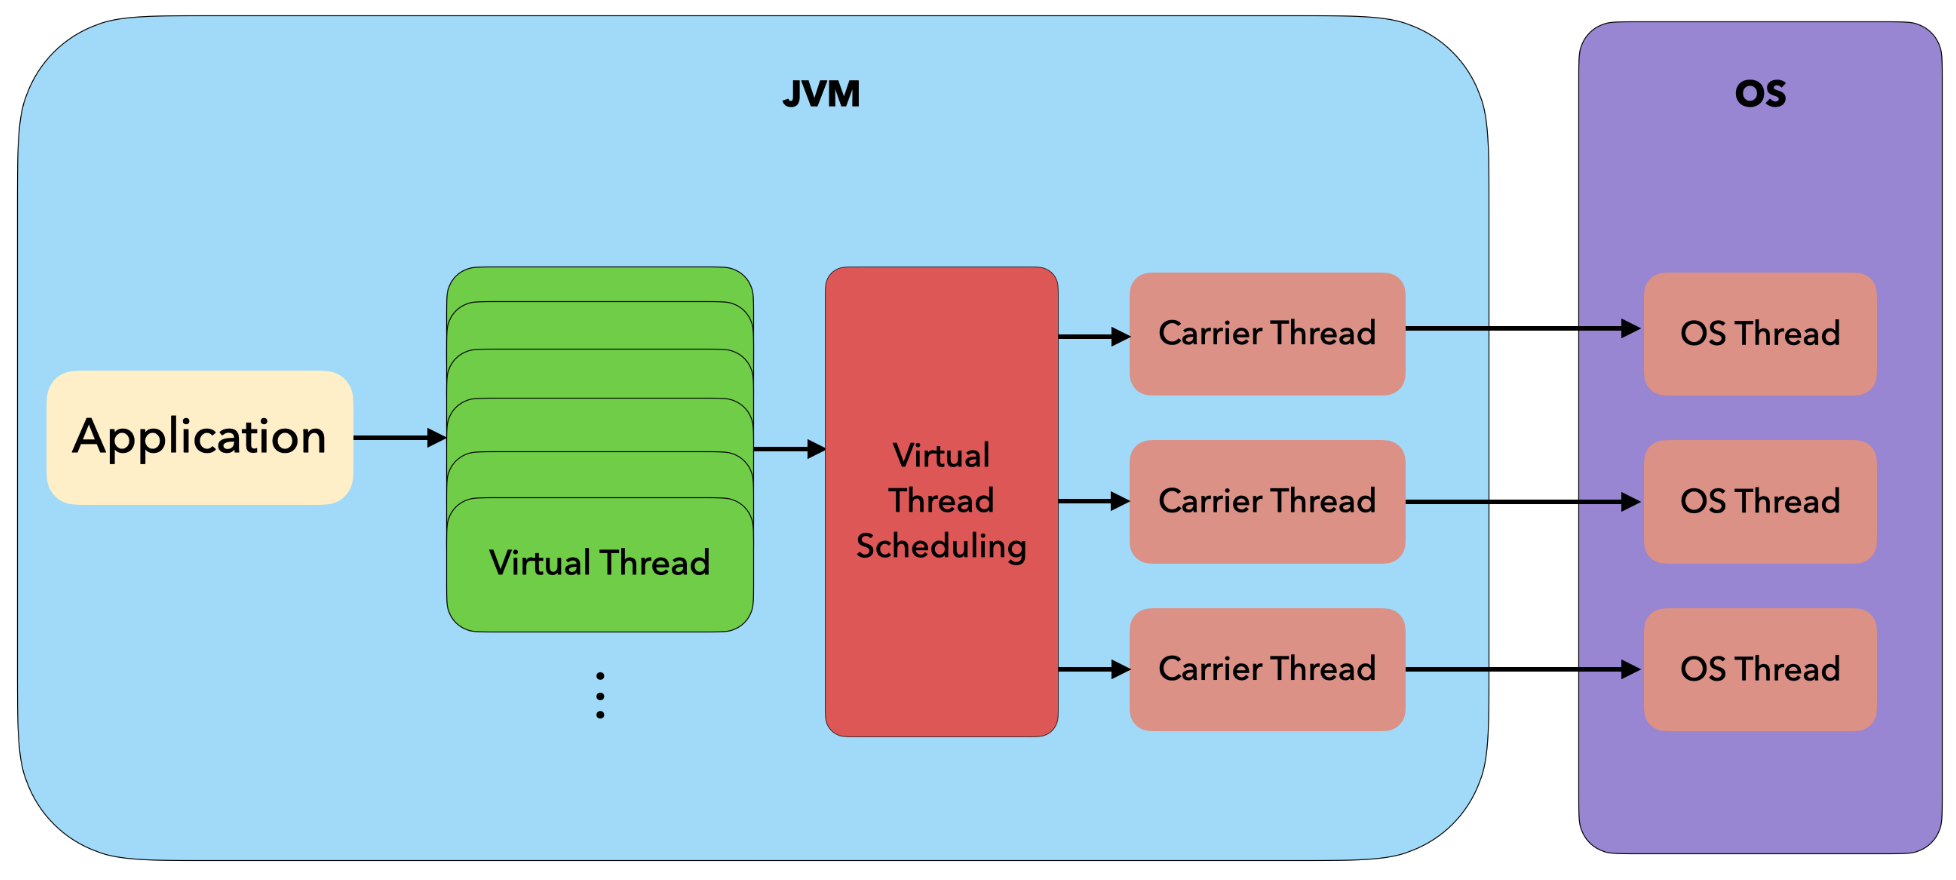 JVM
OS
Application
Virtual Thread
Virtual
Thread
Scheduling
Carrier Thread
OS Thread
Carrier Thread
OS Thread
Carrier Thread
OS Thread